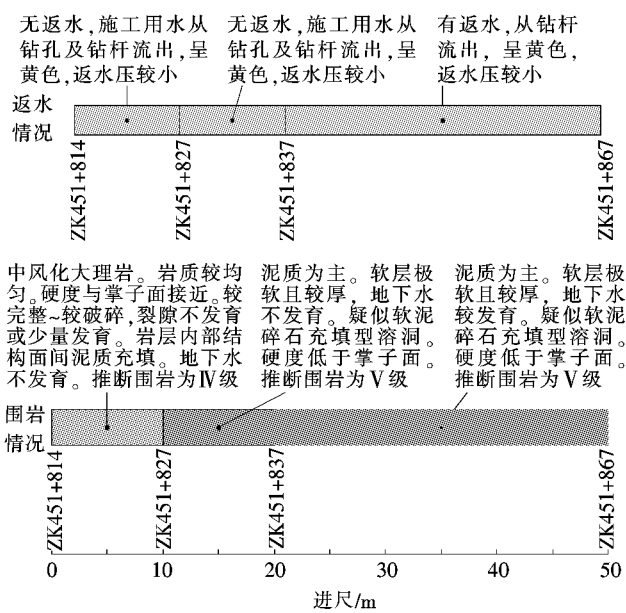 无返水,施工用水从
钻孔及钻杆流出,呈
黄色,返水压较小
无返水,施工用水从
钻孔及钻杆流出,呈
黄色,返水压较小
有返水,从钻杆
流出,呈黄色,
返水压较小
返水
情况
ZK451+814
ZK451+827
ZK451+837
ZK451+867
中风化大理岩。岩质较均
匀。硬度与掌子面接近。较
完整~较破碎,裂隙不发育
或少量发育。岩层内部结
构面间泥质充填。地下水
不发育。推断围岩为Ⅳ级
泥质为主。软层极
软且较厚,地下水
不发育。疑似软泥
碎石充填型溶洞。
硬度低于掌子面。
推断围岩为Ⅴ级
泥质为主。软层极
软且较厚,地下水
较发育。疑似软泥
碎石充填型溶洞。
硬度低于掌子面。
推断围岩为Ⅴ级
围岩
情况
ZK451+814
ZK451+827
ZK451+837
ZK451+867
0 10 20 30 40 50
进尺/m